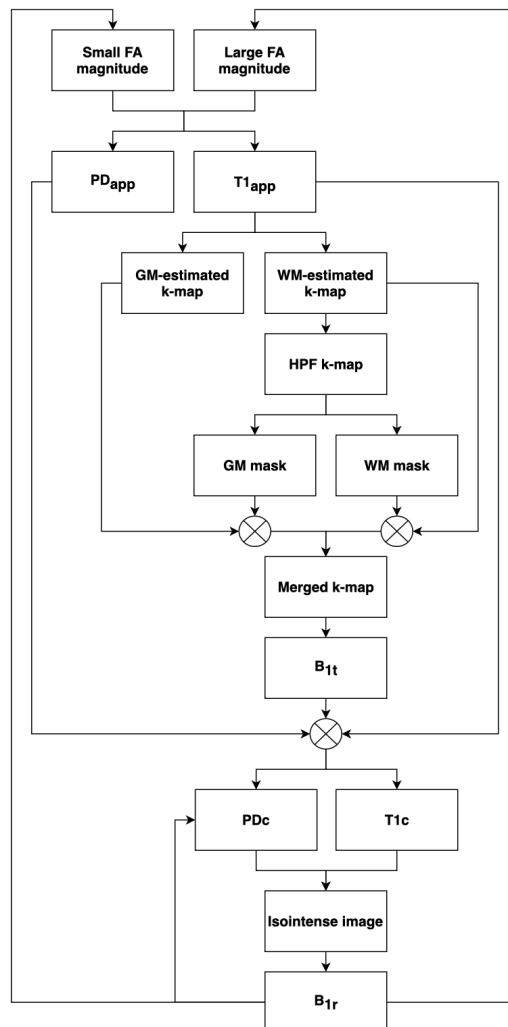 Small FA
magnitude
Large FA
magnitude
PDapp
T1app
GM-estimated
k-map
WM-estimated
k-map
HPF k-map
GM mask
WM mask
Merged k-map
B1t
PDc
T1c
Isointense image
B1r